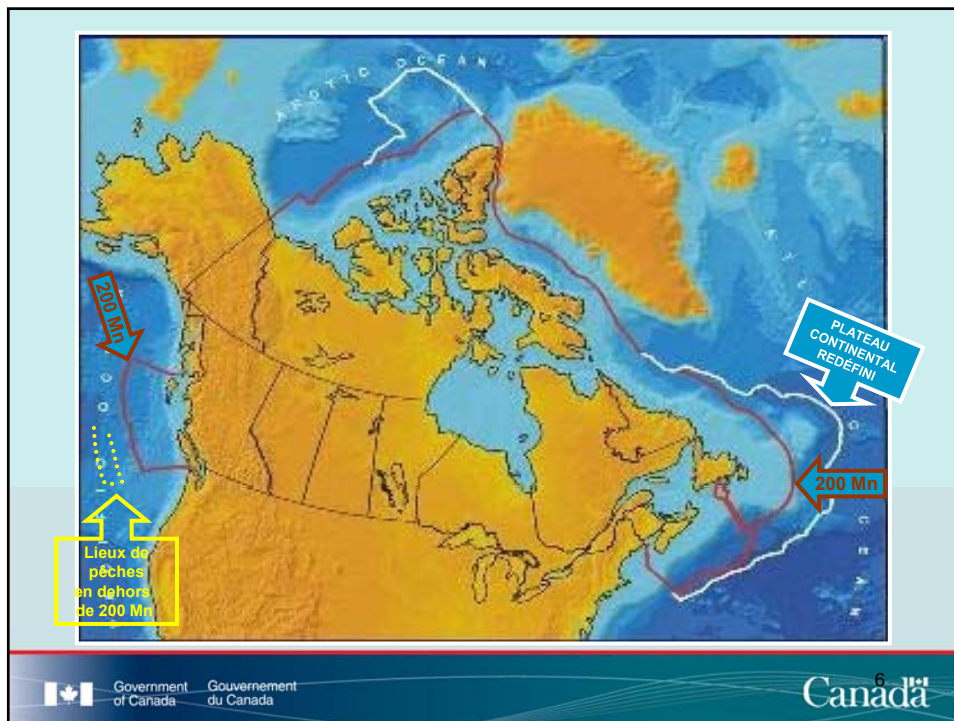 ARCTIC OCEAN
200 Mn
PLATEAU
CONTINENTAL
REDÉFINI
200 Mn
Lieux de
pêches
en dehors
de 200 Mn
Government
of Canada
Gouvernement
du Canada
Canada
6